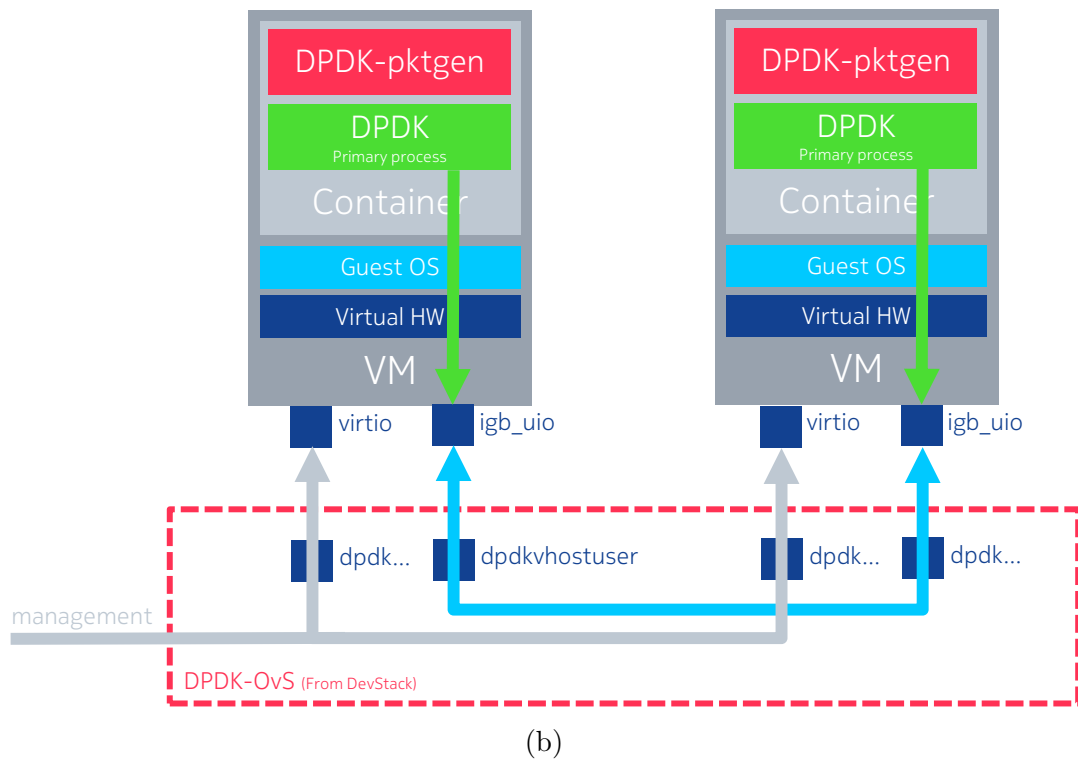 DPDK-pktgen
DPDK
Primary process
Container
Guest OS
Virtual HW
VM
virtio
igb_uio
DPDK-pktgen
DPDK
Primary process
Container
Guest OS
Virtual HW
VM
virtio
igb_uio
dpdk...
dpdkvhostuser
dpdk...
dpdk...
management
DPDK-OvS (From DevStack)
(b)